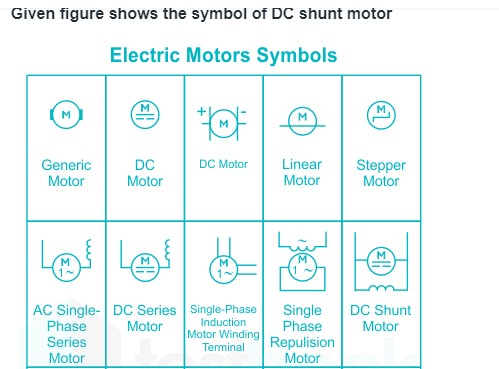 Given figure shows the symbol of DC shunt motor
Electric Motors Symbols
M
M
+ -
M
M
M
Generic
Motor
DC
Motor
DC Motor
Linear
Motor
Stepper
Motor
M
1~
M
M
1~
~
M
1~
M
AC Single-
Phase
Series
Motor
DC Series
Motor
Single-Phase
Induction
Motor Winding
Terminal
Single
Phase
Repulision
Motor
DC Shunt
Motor